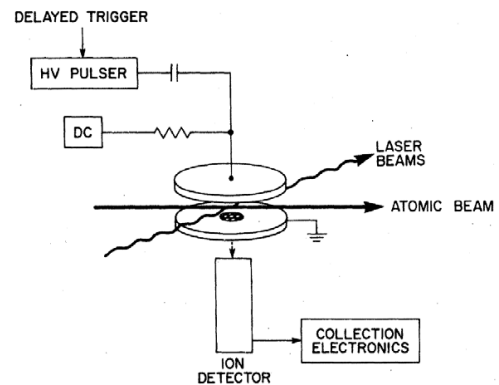 DELAYED TRIGGER
HV PULSER
DC
LASER
BEAMS
ATOMIC BEAM
ION
DETECTOR
COLLECTION
ELECTRONICS